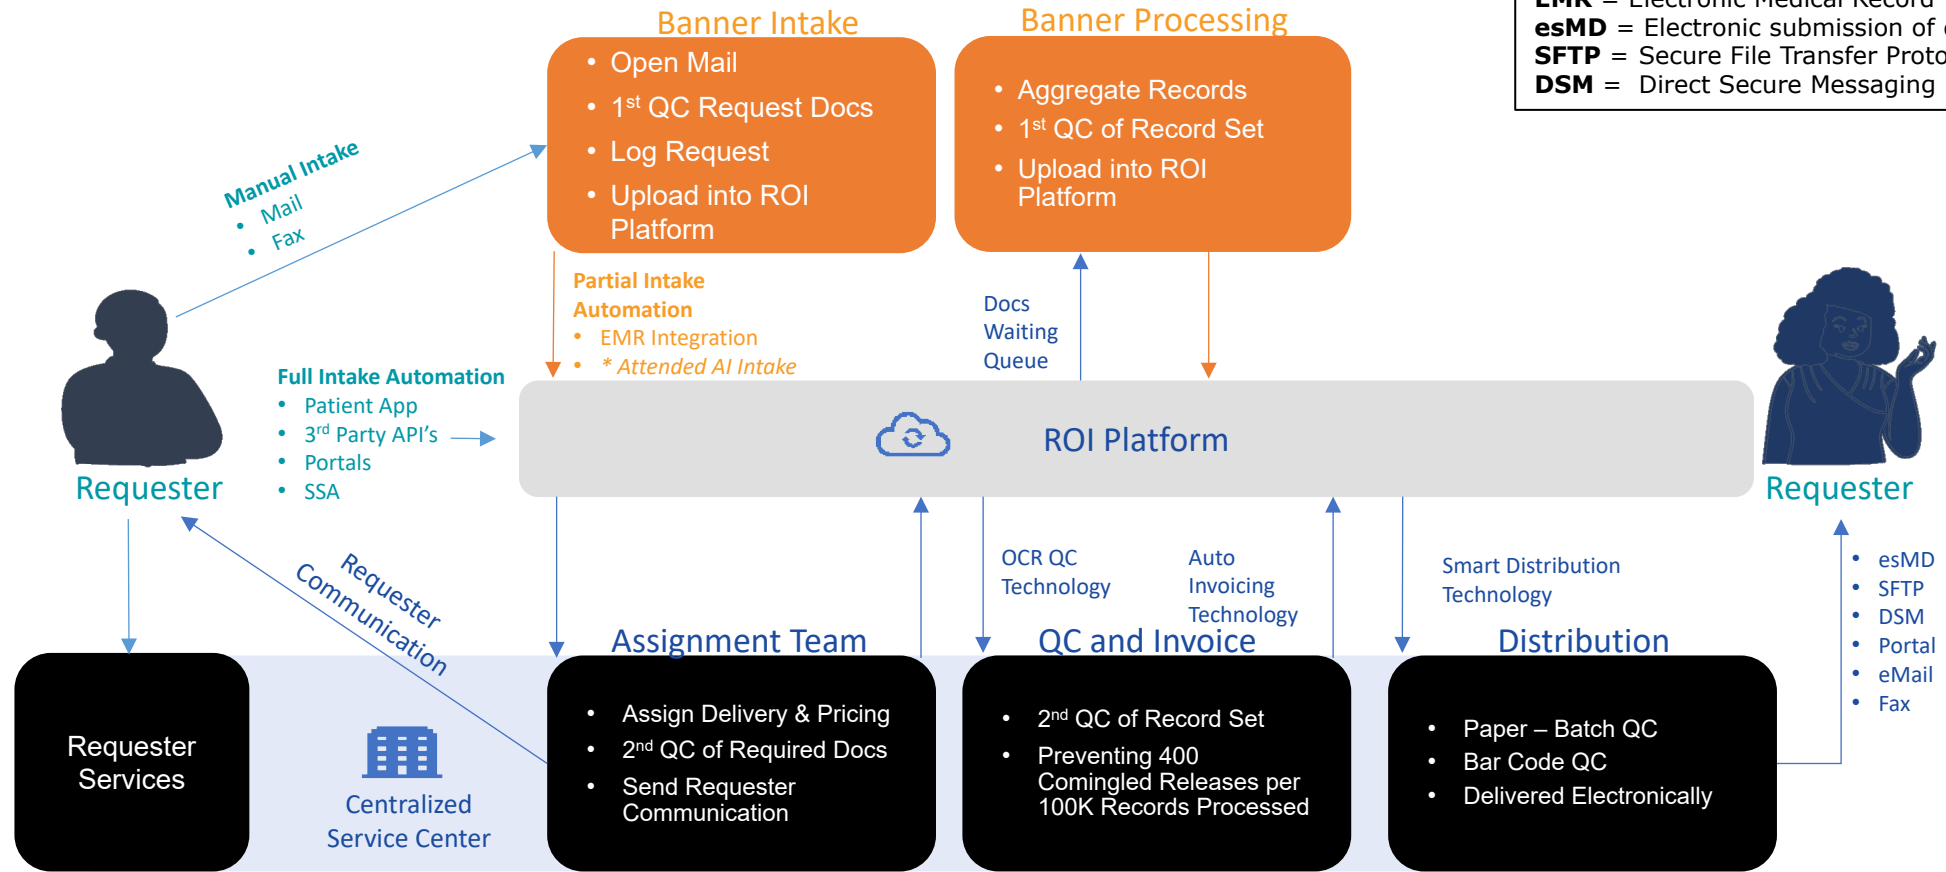 Banner Intake
• Open Mail
• 1st QC Request Docs
• Log Request
• Upload into ROI
Platform
Banner Processing
• Aggregate Records
• 1st QC of Record Set
• Upload into ROI
Platform
EMR = Electronic Medical Record
esMD = Electronic submission of
SFTP = Secure File Transfer
DSM = Direct Secure Messaging
Manual Intake
• Mail
• Fax
Partial Intake
Automation
• EMR Integration
• * Attended AI Intake
Docs
Waiting
Queue
Full Intake Automation
• Patient App
• 3rd Party API's
• Portals
• SSA
Requester
ROI Platform
Requester
Requester
Communication
OCR QC
Technology
Auto
Invoicing
Technology
Smart Distribution
Technology
• esMD
• SFTP
• DSM
• Portal
• eMail
• Fax
Requester
Services
Centralized
Service Center
Assignment Team
• Assign Delivery & Pricing
• 2nd QC of Required Docs
• Send Requester
Communication
QC and Invoice
• 2nd QC of Record Set
• Preventing 400
Comingled Releases per
100K Records Processed
Distribution
• Paper – Batch QC
• Bar Code QC
• Delivered Electronically